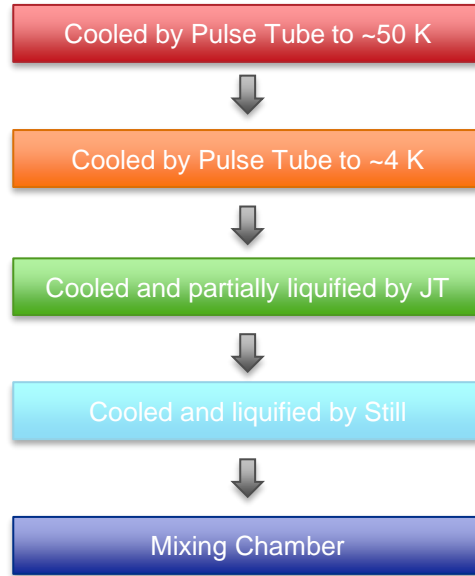 Cooled by Pulse Tube to ~50 K
Cooled by Pulse Tube to ~4 K
Cooled and partially liquified by JT
Cooled and liquified by Still
Mixing Chamber